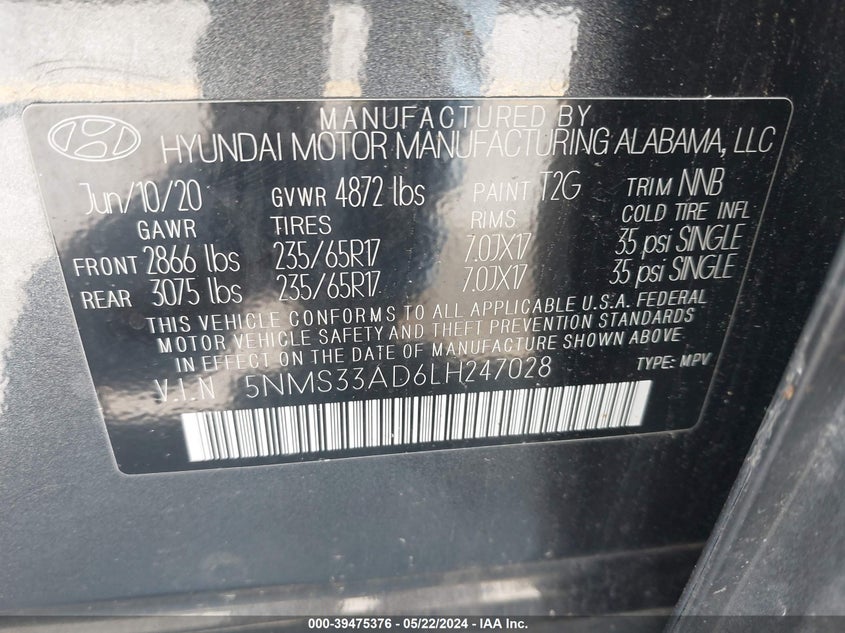 MANUFACTURED BY
HYUNDAI MOTOR MANUFACTURING ALABAMA, LLC
Jun/10/20 GVWR 4872 lbs PAINT T2G TRIM NNB
GAWR TIRES RIMS COLD TIRE INFL
FRONT 2866 lbs 235/65R17 7.0JX17 35 psi SINGLE
REAR 3075 lbs 235/65R17 7.0JX17 35 psi SINGLE
THIS VEHICLE CONFORMS TO ALL APPLICABLE U.S.A. FEDERAL
MOTOR VEHICLE SAFETY AND THEFT PREVENTION STANDARDS
IN EFFECT ON THE DATE OF MANUFACTURE SHOWN ABOVE
V.I.N 5NMS33AD6LH247028 TYPE: MPV
000-39475376 - 05/22/2024 - IAA Inc.